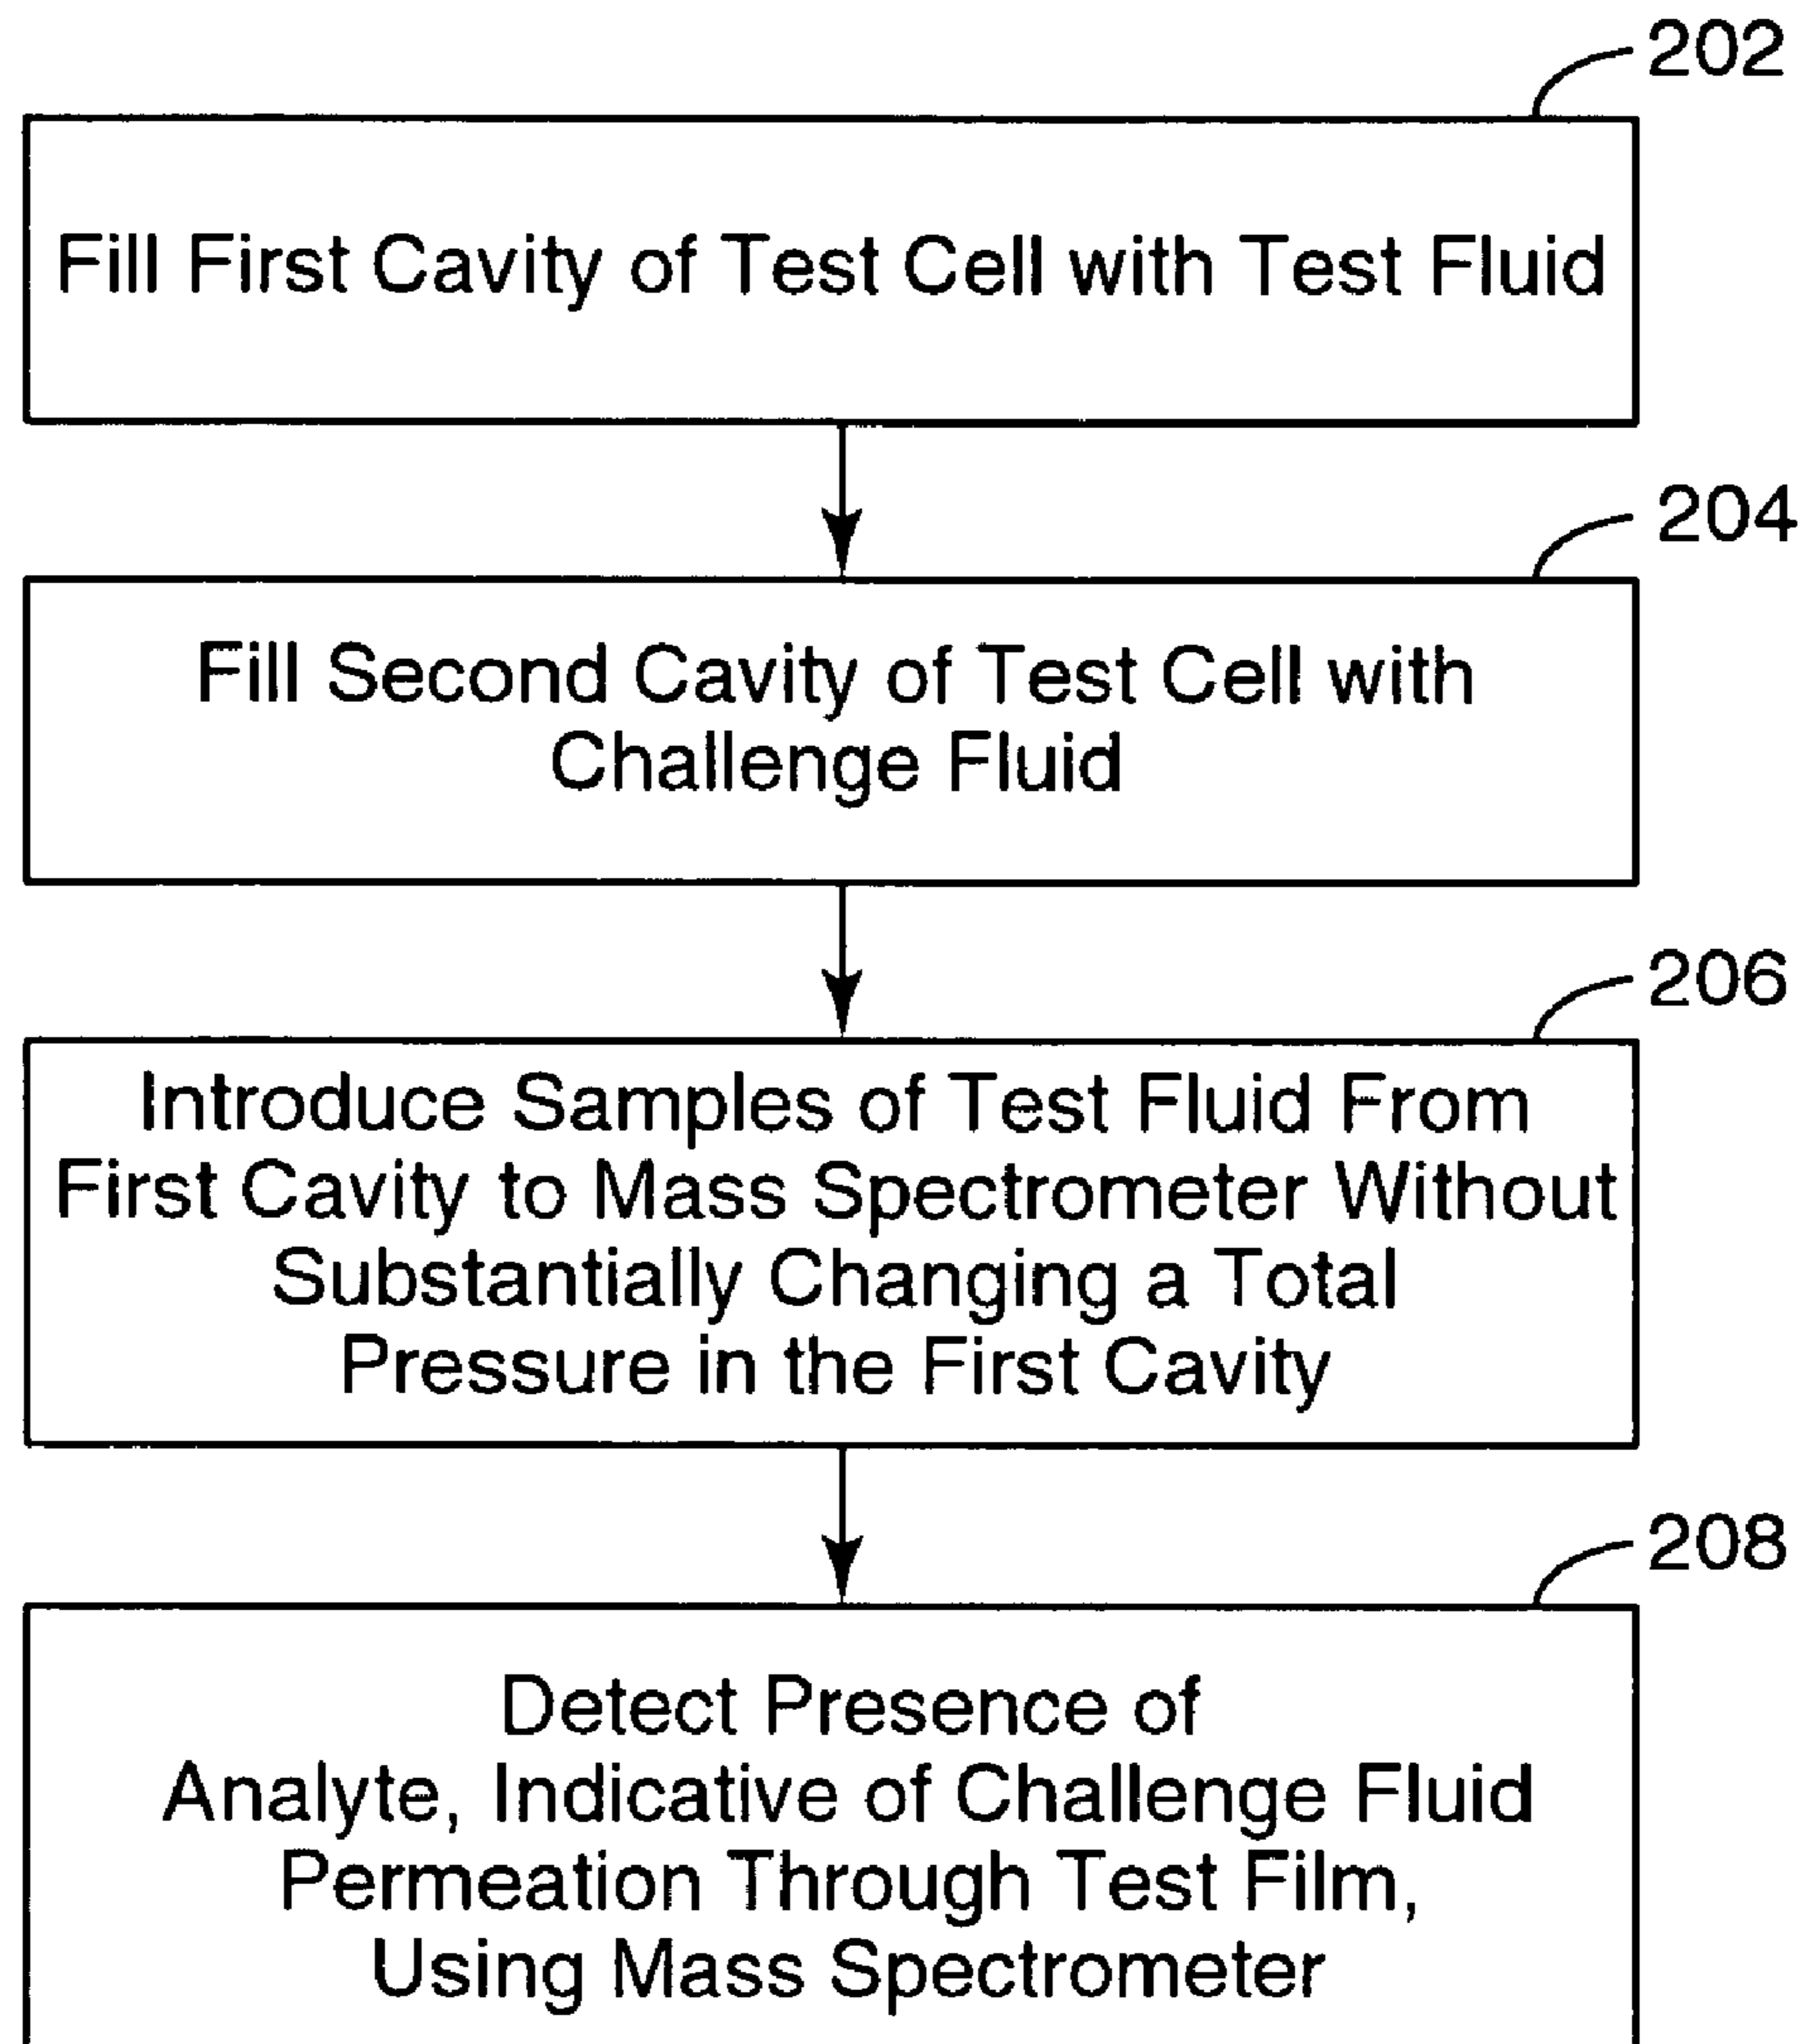 202
Fill First Cavity of Test Cell with Test Fluid
204
Fill Second Cavity of Test Cell with
Challenge Fluid
206
Introduce Samples of Test Fluid From
First Cavity to Mass Spectrometer Without
Substantially Changing a Total
Pressure in the First Cavity
208
Detect Presence of
Analyte, Indicative of Challenge Fluid
Permeation Through Test Film,
Using Mass Spectrometer